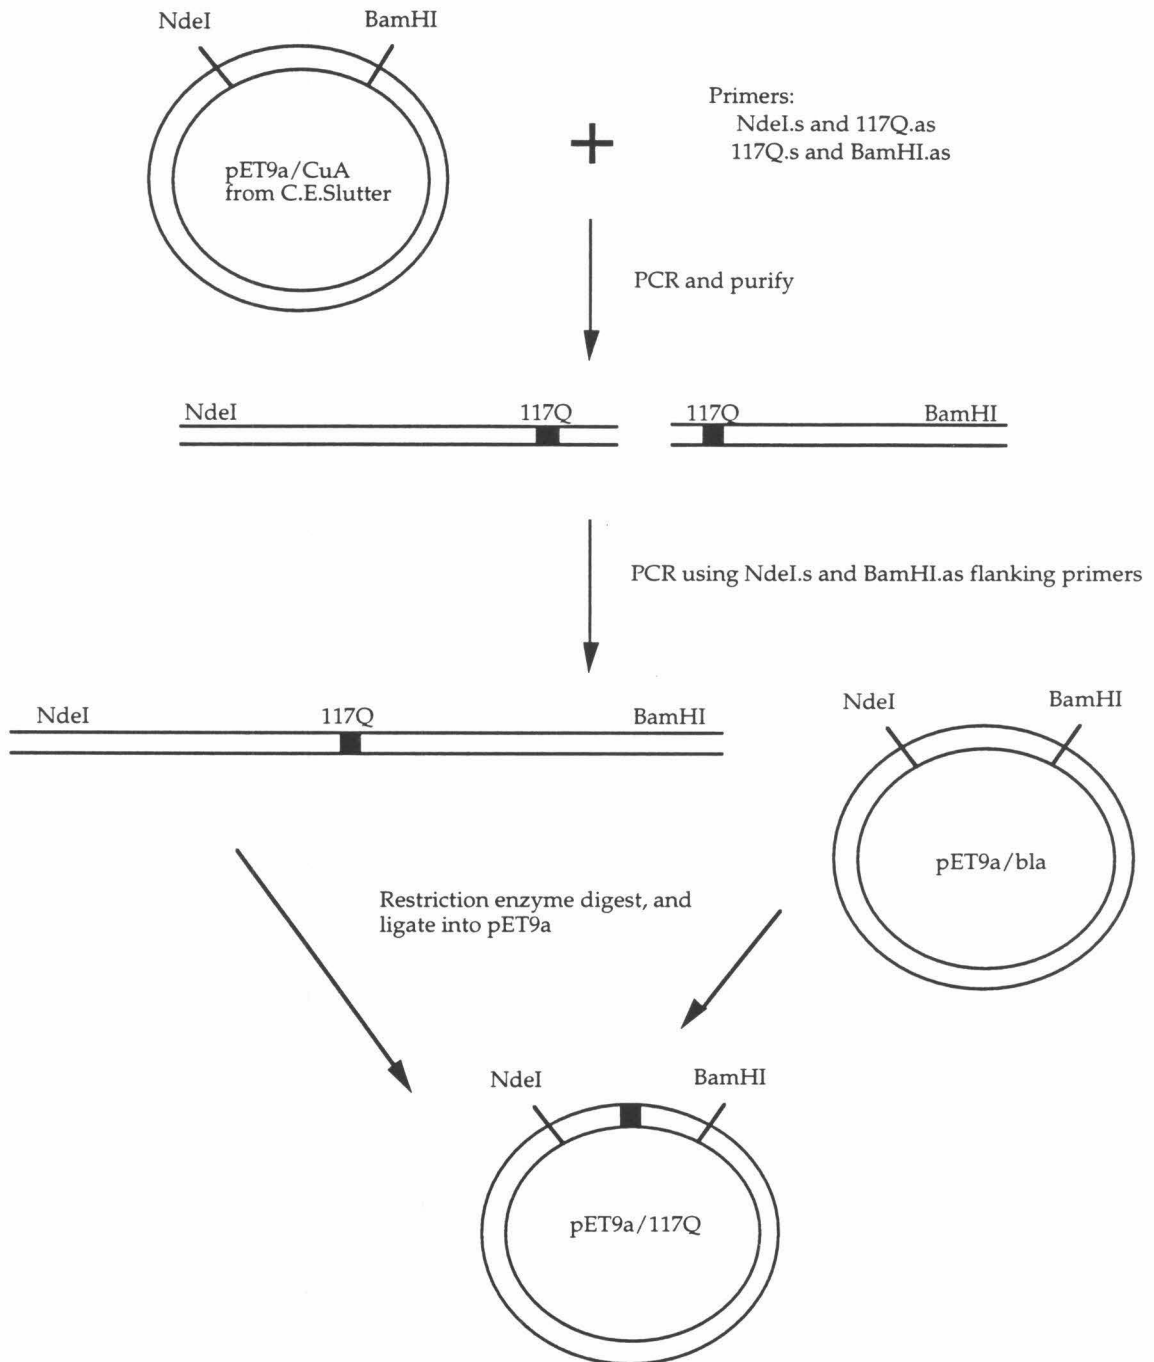 NdeI
BamHI
pET9a/CuA
from C.E.Slutter
+
Primers:
NdeI.s and 117Q.as
117Q.s and BamHI.as
PCR and purify
NdeI
117Q
117Q
BamHI
PCR using NdeI.s and BamHI.as flanking primers
NdeI
117Q
BamHI
NdeI
BamHI
pET9a/bla
Restriction enzyme digest, and
ligate into pET9a
NdeI
BamHI
pET9a/117Q